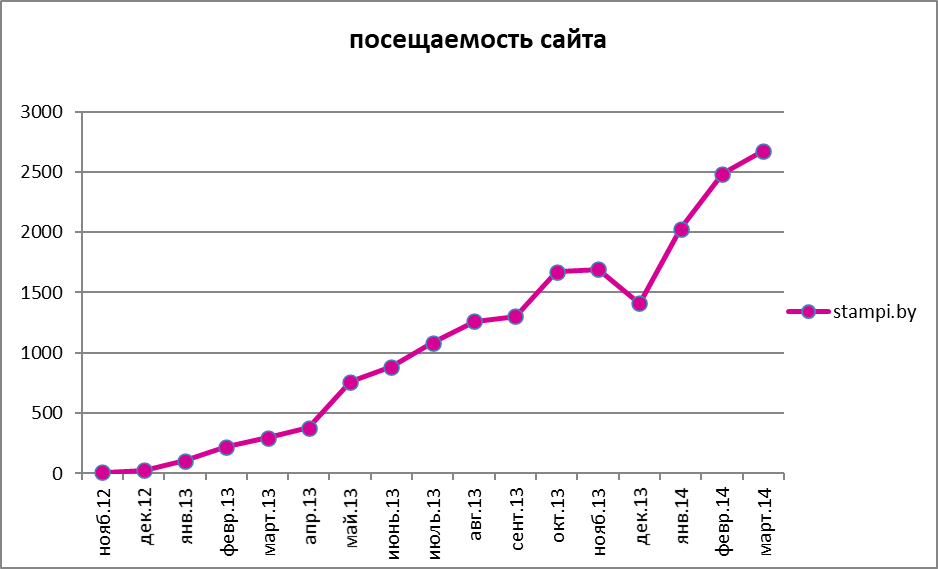 посещаемость сайта
3000
2500
2000
1500
1000
500
0
нояб.12
дек.12
янв.13
февр.13
март.13
апр.13
май.13
июнь.13
июль.13
авг.13
сент.13
окт.13
нояб.13
дек.13
янв.14
февр.14
март.14
stampi.by